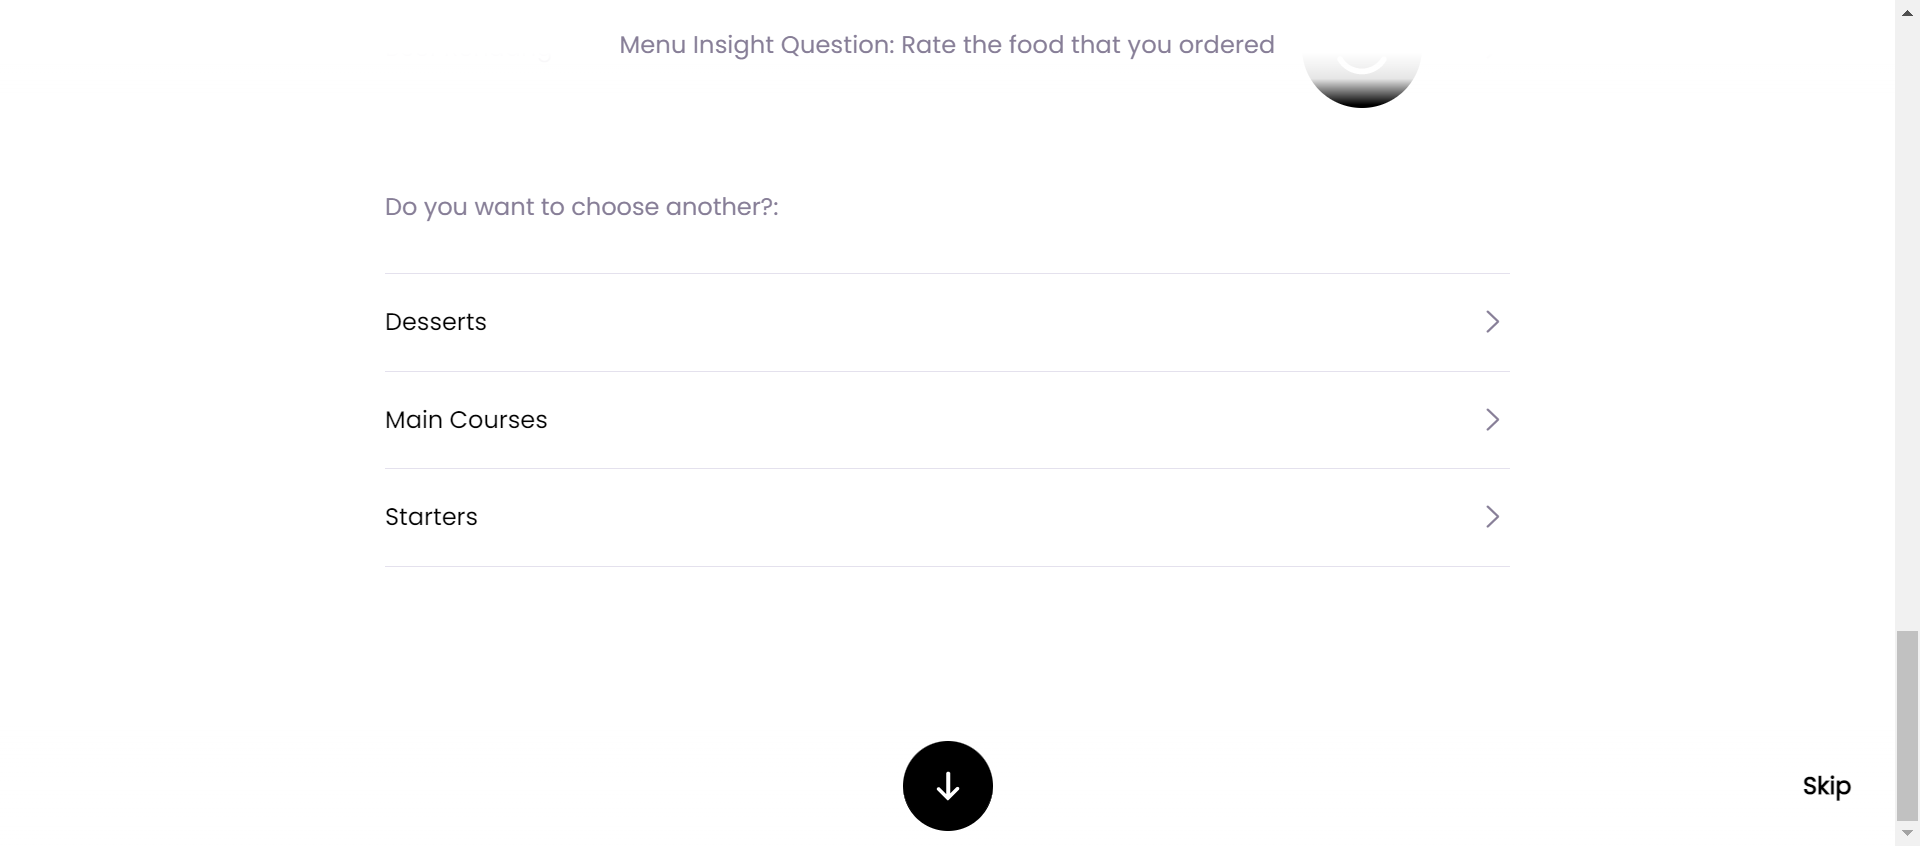 Menu Insight Question: Rate the food that you ordered
Do you want to choose another?:
Desserts
Main Courses
Starters
Skip